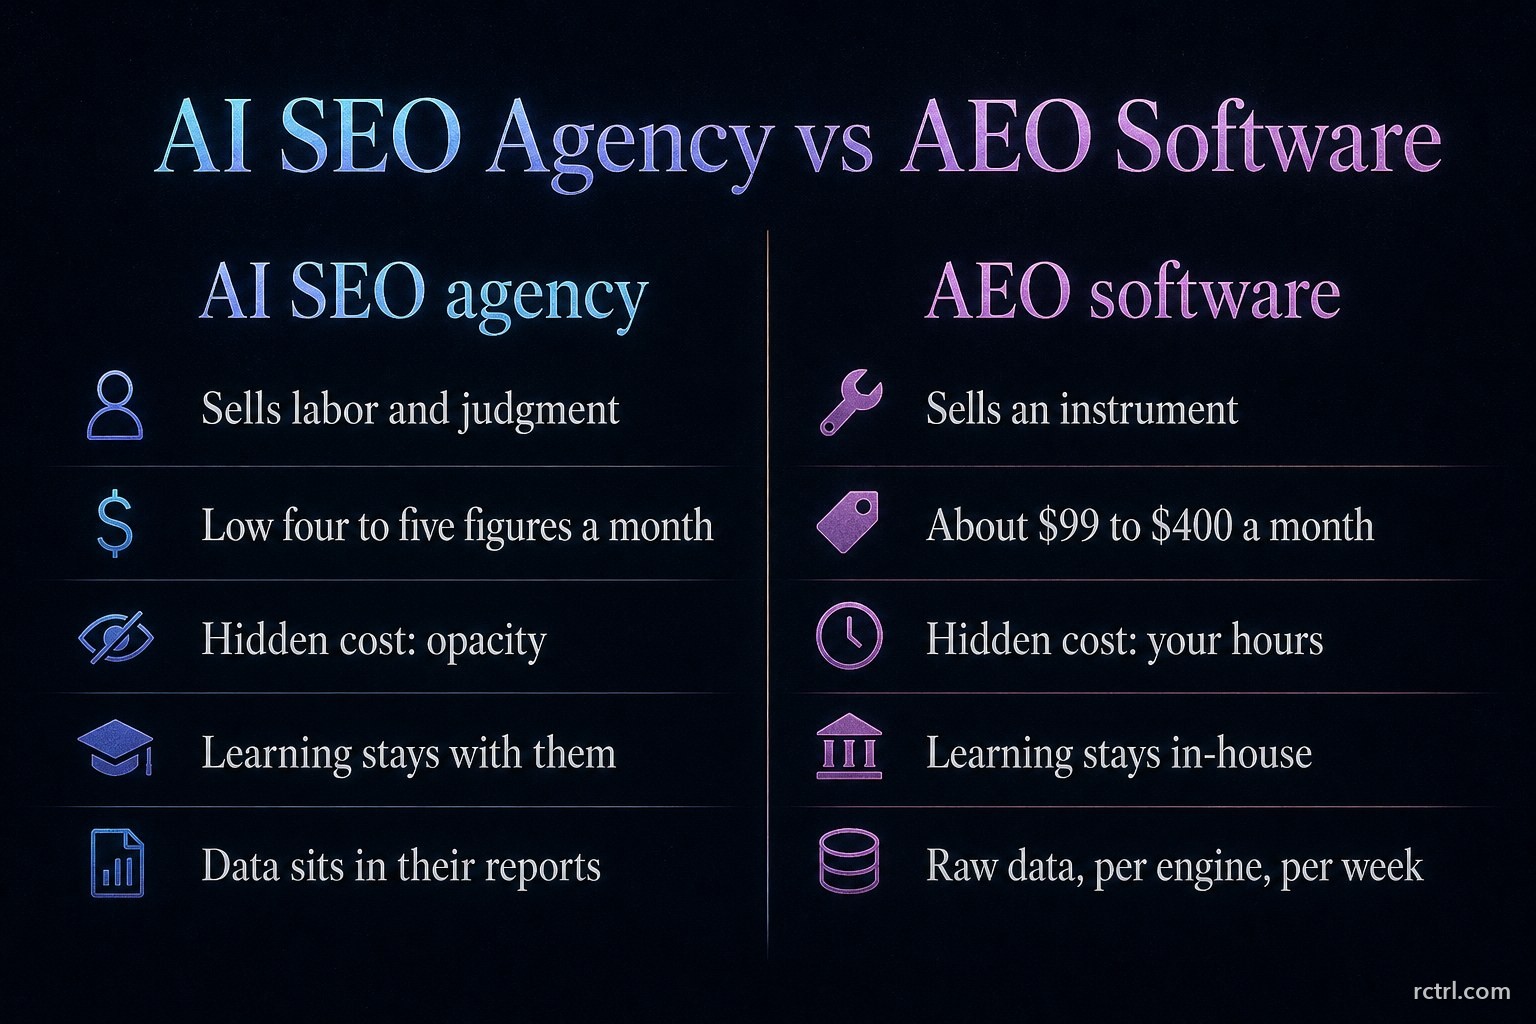 AI SEO Agency vs AEO Software
AI SEO agency
Sells labor and judgment
Low four to five figures a month
Hidden cost: opacity
Learning stays with them
Data sits in their reports
AEO software
Sells an instrument
About $99 to $400 a month
Hidden cost: your hours
Learning stays in-house
Raw data, per engine, per week
rctrl.com